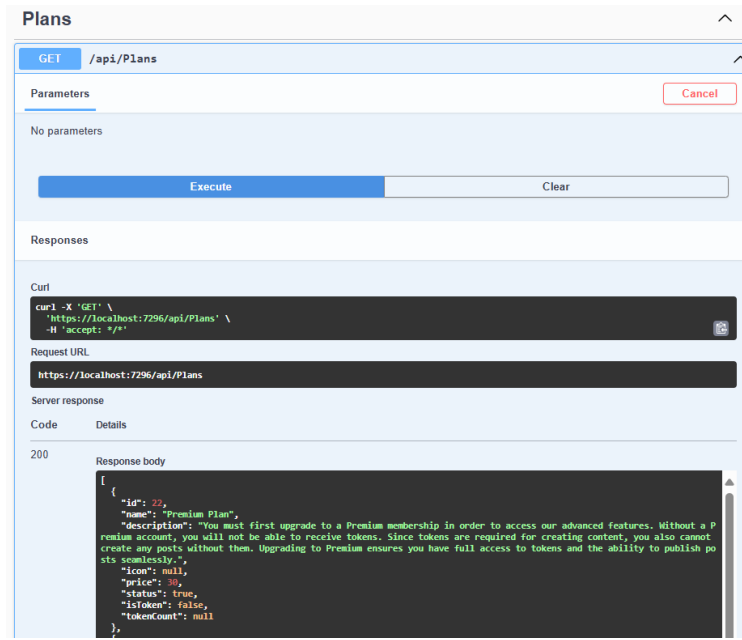 Plans
GET /api/Plans
Parameters
Cancel
No parameters
Execute
Clear
Responses
Curl
curl -X 'GET' \
  'https://localhost:7296/api/Plans' \
  -H 'accept: */*'
Request URL
https://localhost:7296/api/Plans
Server response
Code Details
200
Response body
[
  {
    "id": 22,
    "name": "Premium Plan",
    "description": "You must first upgrade to a Premium membership in order to access our advanced features. Without a P
remium account, you will not be able to receive tokens. Since tokens are required for creating content, you also cannot
create any posts without them. Upgrading to Premium ensures you have full access to tokens and the ability to publish po
sts seamlessly.",
    "icon": null,
    "price": 30,
    "status": true,
    "isToken": false,
    "tokenCount": null
  },